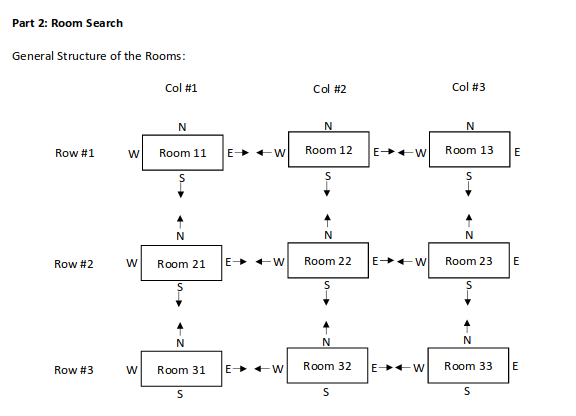 Part 2: Room Search
General Structure of the Rooms:
Col #1 Col #2 Col #3
N N N
Row #1 W Room 11 E W Room 12 E W Room 13 E
S S S
N N N
Row #2 W Room 21 E W Room 22 E W Room 23 E
S S S
N N N
Row #3 W Room 31 E W Room 32 E W Room 33 E
S S S